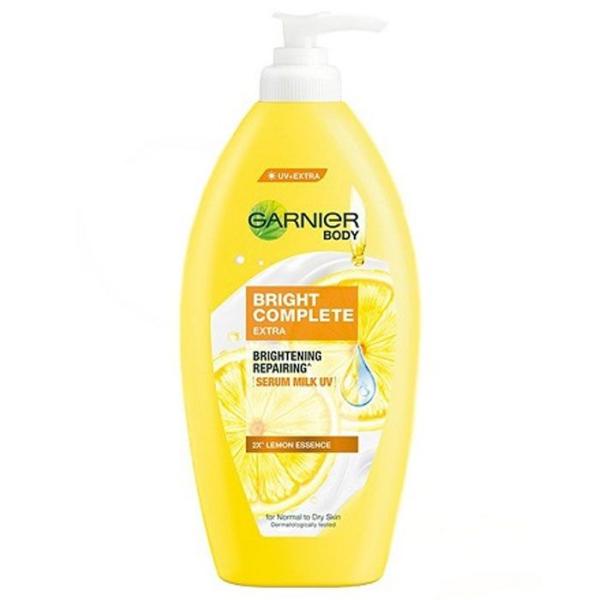 UV+EXTRA
GARNIER
BODY
BRIGHT
COMPLETE
EXTRA
BRIGHTENING
REPAIRING^
SERUM MILK UV
2X* LEMON ESSENCE
for Normal to Dry Skin
Dermatologically tested